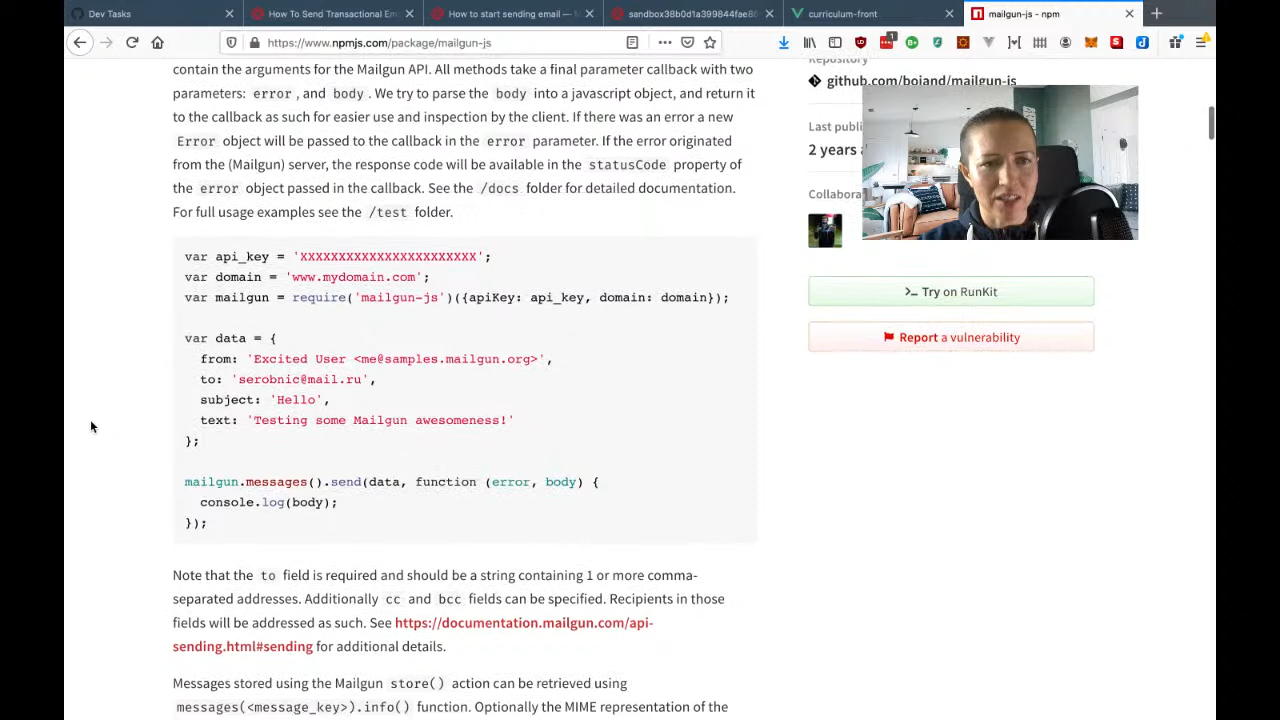 Dev Tasks
How To Send Transactional Em
How to start sending email — M
sandbox38b0d1a399844fae8
curriculum-front
mailgun-js - npm
https://www.npmjs.com/package/mailgun-js
1
contain the arguments for the Mailgun API. All methods take a final parameter callback with two
parameters: error , and body . We try to parse the body into a javascript object, and return it
to the callback as such for easier use and inspection by the client. If there was an error a new
Error object will be passed to the callback in the error parameter. If the error originated
from the (Mailgun) server, the response code will be available in the statusCode property of
the error object passed in the callback. See the /docs folder for detailed documentation.
For full usage examples see the /test folder.
var api_key = 'XXXXXXXXXXXXXXXXXXXXXXX';
var domain = 'www.mydomain.com';
var mailgun = require('mailgun-js')({apiKey: api_key, domain: domain});
var data = {
from: 'Excited User <me@samples.mailgun.org>',
to: 'serobnic@mail.ru',
subject: 'Hello',
text: 'Testing some Mailgun awesomeness!'
};
mailgun.messages().send(data, function (error, body) {
console.log(body);
});
Note that the to field is required and should be a string containing 1 or more comma-
separated addresses. Additionally cc and bcc fields can be specified. Recipients in those
fields will be addressed as such. See https://documentation.mailgun.com/api-
sending.html#sending for additional details.
Messages stored using the Mailgun store() action can be retrieved using
messages(<message_key>).info() function. Optionally the MIME representation of the
Repository
github.com/bojand/mailgun-js
Last publi
2 years a
Collabora
Try on RunKit
Report a vulnerability